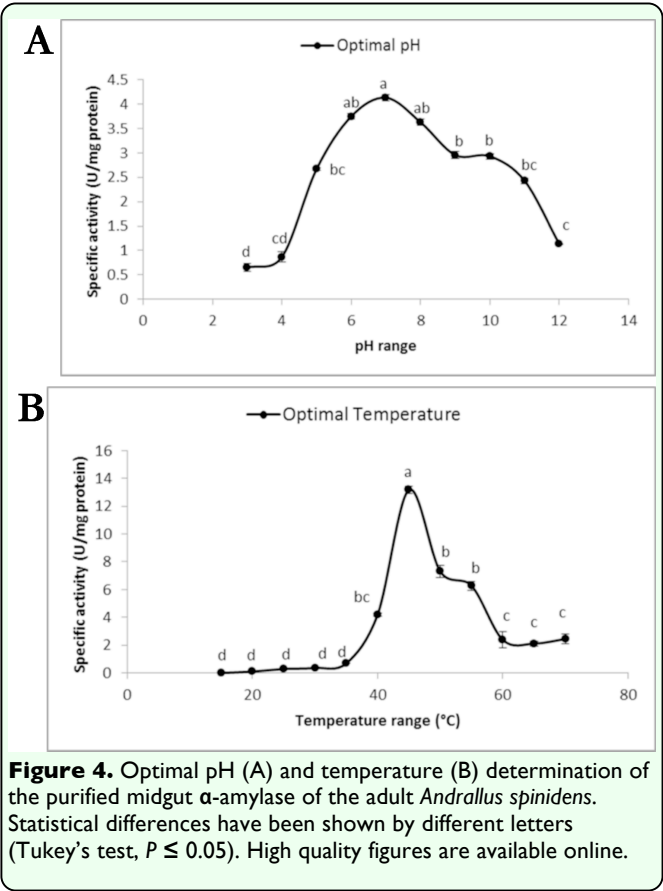 A
Optimal pH
Specific activity (U/mg protein)
4.5
4
3.5
3
2.5
2
1.5
1
0.5
0
d
cd
bc
ab
a
ab
b
b
bc
c
0 2 4 6 8 10 12 14
pH range
B
Optimal Temperature
Specific activity (U/mg protein)
16
14
12
10
8
6
4
2
0
d d d d d bc a b b c c c
0 20 40 60 80
Temperature range (°C)
Figure 4. Optimal pH (A) and temperature (B) determination of
the purified midgut α-amylase of the adult Andrallus spinidens.
Statistical differences have been shown by different letters
(Tukey's test, P ≤ 0.05). High quality figures are available online.